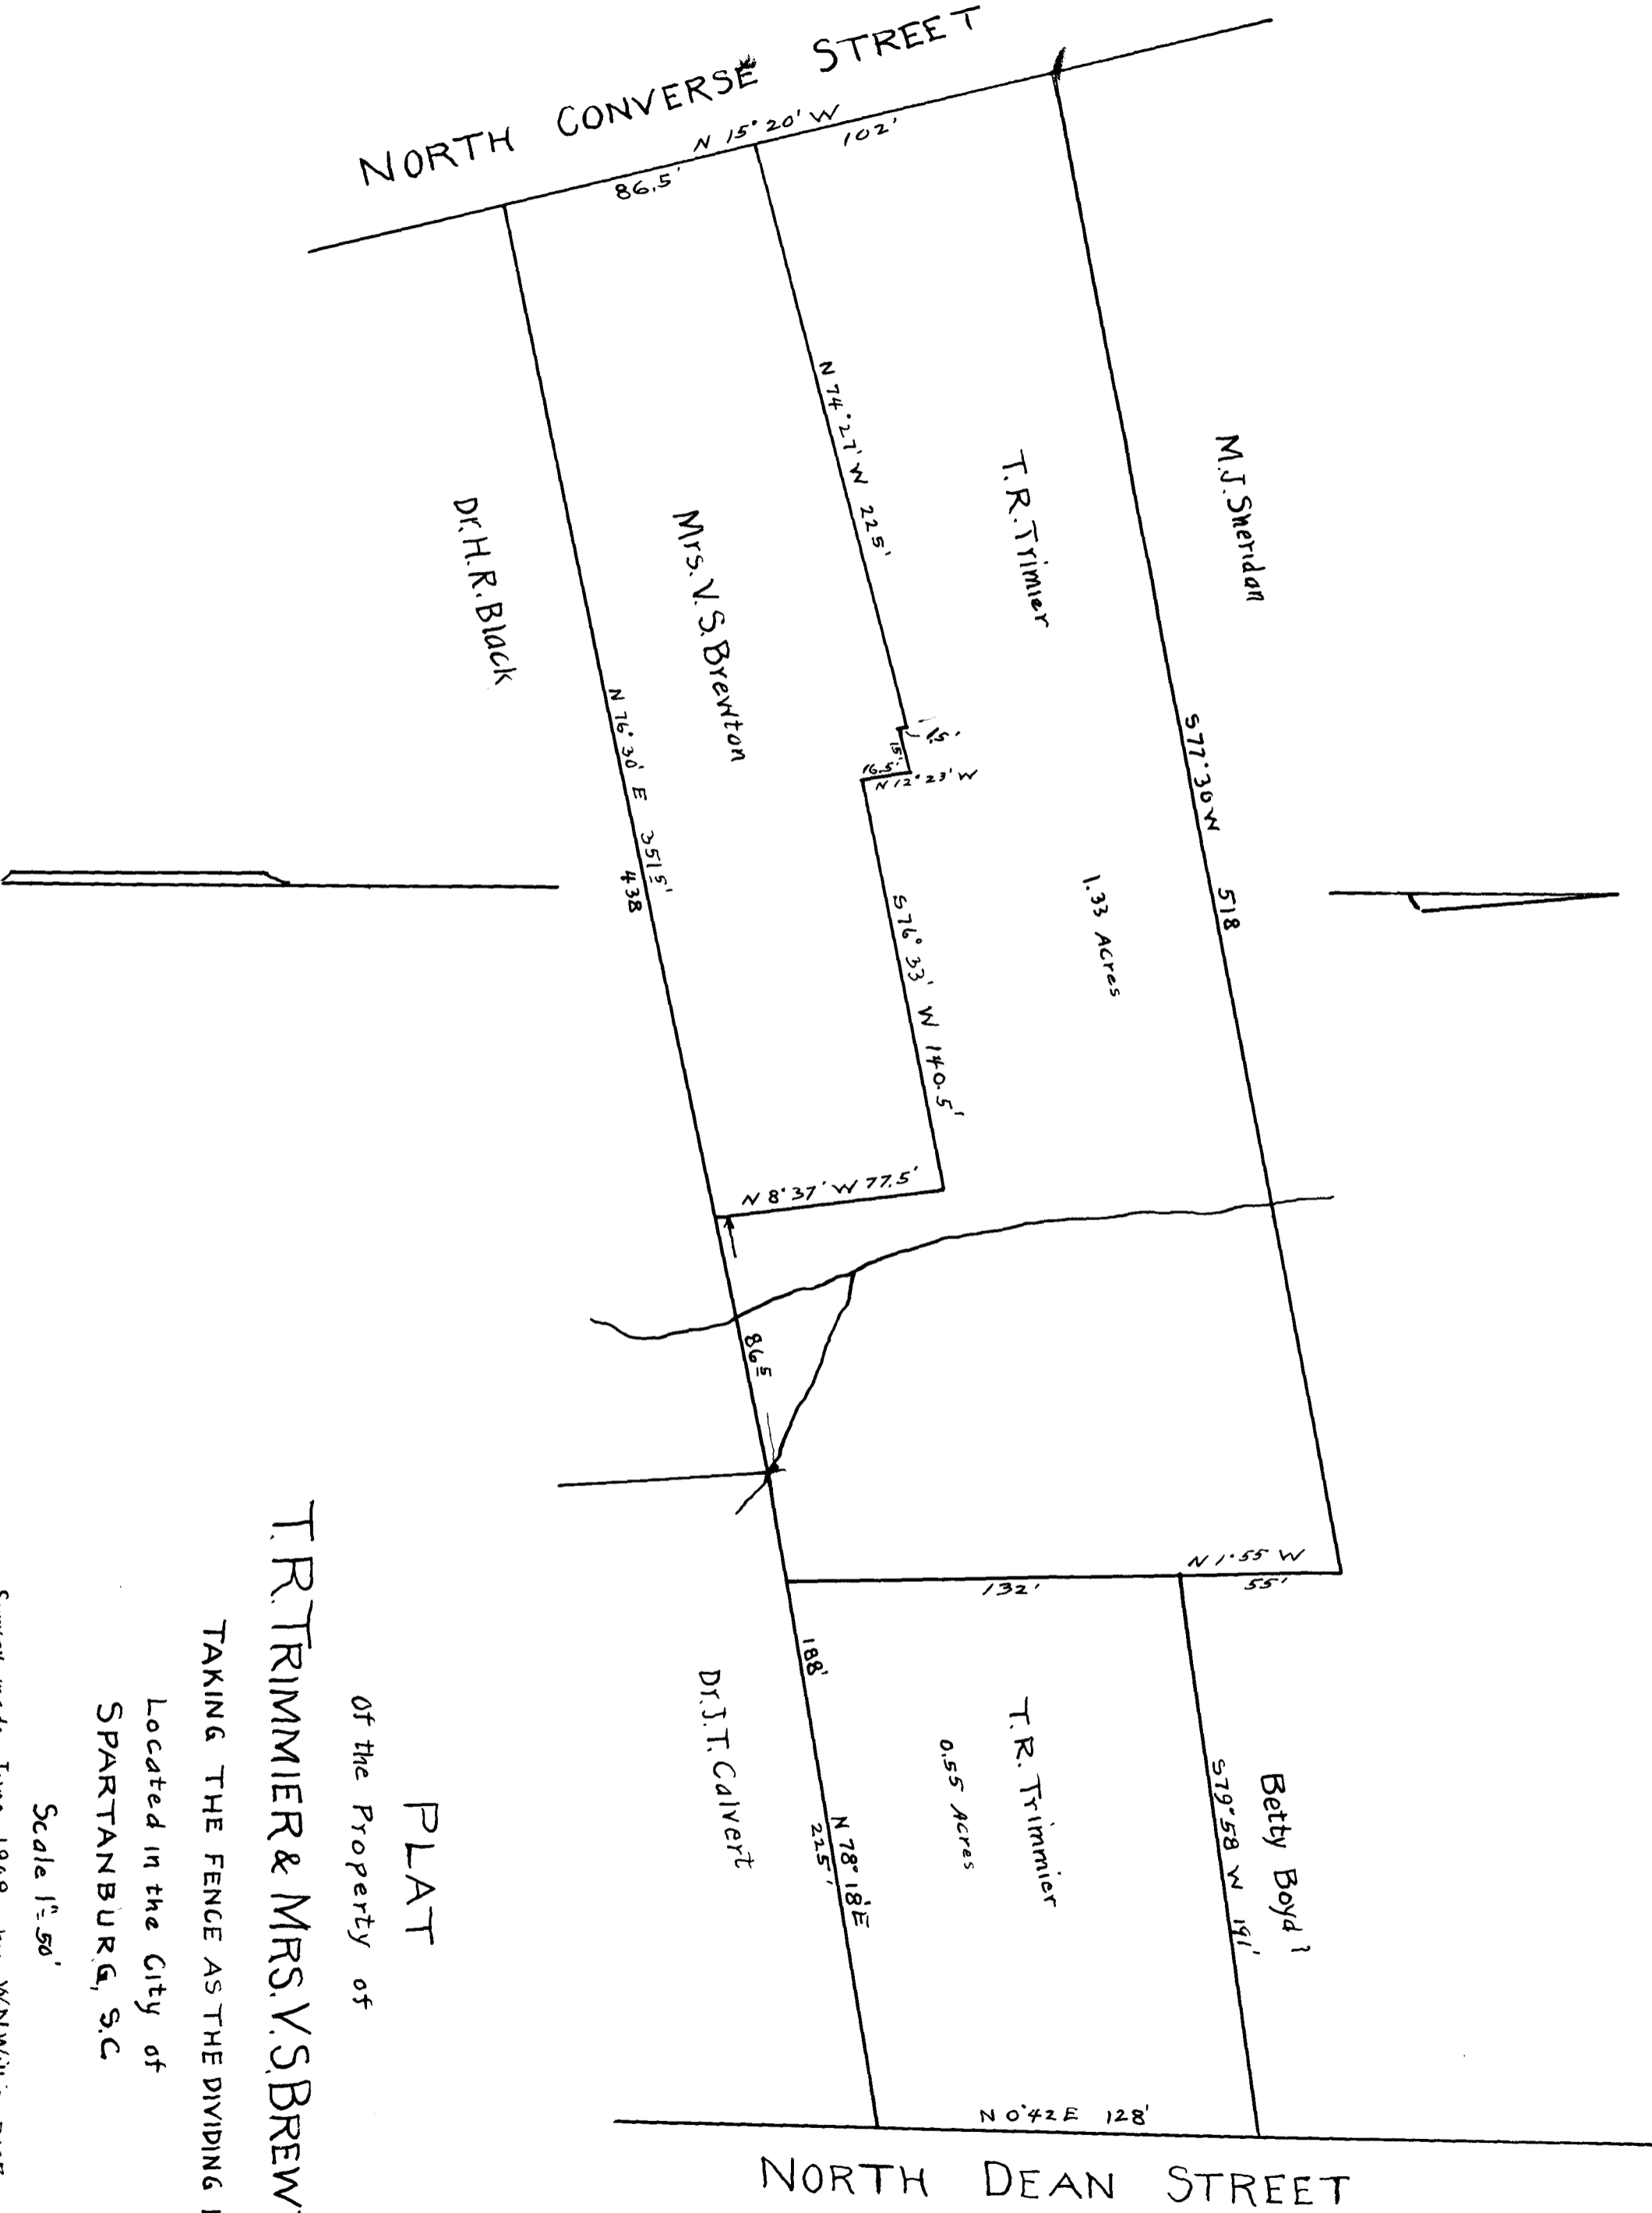 NORTH CONVERSE STREET
N 15° 20' W
86.5'
102'
N 74° 27' W 225'
M.J. Sheridan
T.R. Trimier
Mrs. V. S. Brewton
Dr. H. R. Black
1.5'
15'
16.5'
N 12° 23' W
S 77° 30 W 518
N 76° 30' E 351.5'
438
S 76° 33' W 140.5'
1.33 Acres
N 8° 37' W 77.5'
86.5
N 1° 55 W
132'
55'
188'
N 78° 18' E
225'
Dr. J. T. Calvert
T. R. Trimmier
0.55 Acres
S 79° 58 W 191'
Betty Boyd
N 0° 42 E 128'
NORTH DEAN STREET
PLAT
of the Property of
T. R. TRIMMIER & MRS. V. S. BREW
TAKING THE FENCE AS THE DIVIDING
Located in the City of
SPARTANBURG, S.C
Scale 1" = 50'